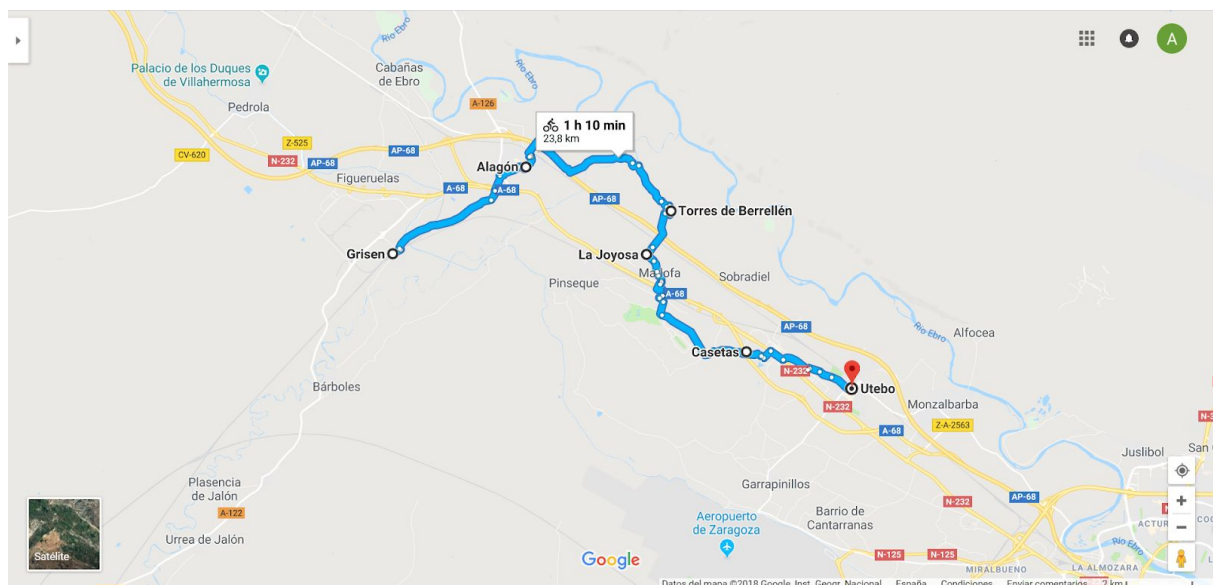 Río Ebro
Palacio de los Duques
de Villahermosa
Cabañas
de Ebro
Río Ebro
A
Pedrola
A-126
1 h 10 min
23,8 km
Z-525
CV-620
N-232
AP-68
AP-68
Alagón
Figueruelas
A-68
A-68
AP-68
Torres de Berrellén
Grisen
La Joyosa
Marlofa
Sobradiel
Pinseque
A-68
AP-68
Río Ebro
Alfocea
Casetas
N-232
Bárboles
Utebo
N-232
Monzalbarba
Z-A-2563
A-68
Juslibol
San
Plasencia
de Jalón
Garrapinillos
AP-68
N-232
A-122
Aeropuerto
de Zaragoza
Barrio de
Cantarranas
ACTUR
Urrea de Jalón
Río Ebro
Satélite
Google
N-125
N-125
MIRALBUENO
LA ALMOZARA
Datos del mapa ©2018 Google, Inst. Geogr. Nacional España Condiciones Enviar comentarios 2 km